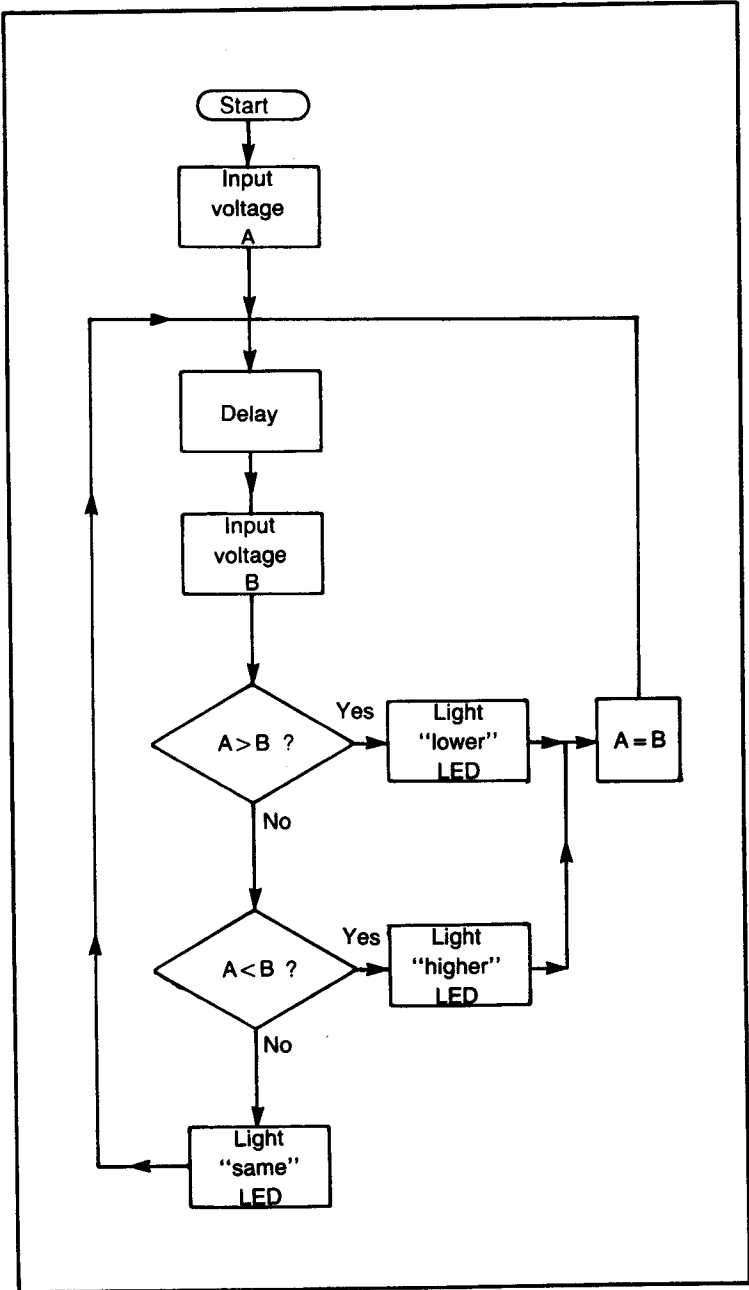 Start
Input
voltage
A
Delay
Input
voltage
B
A>B ?
Yes
Light
“lower”
LED
A=B
No
A<B ?
Yes
Light
“higher”
LED
No
Light
“same”
LED